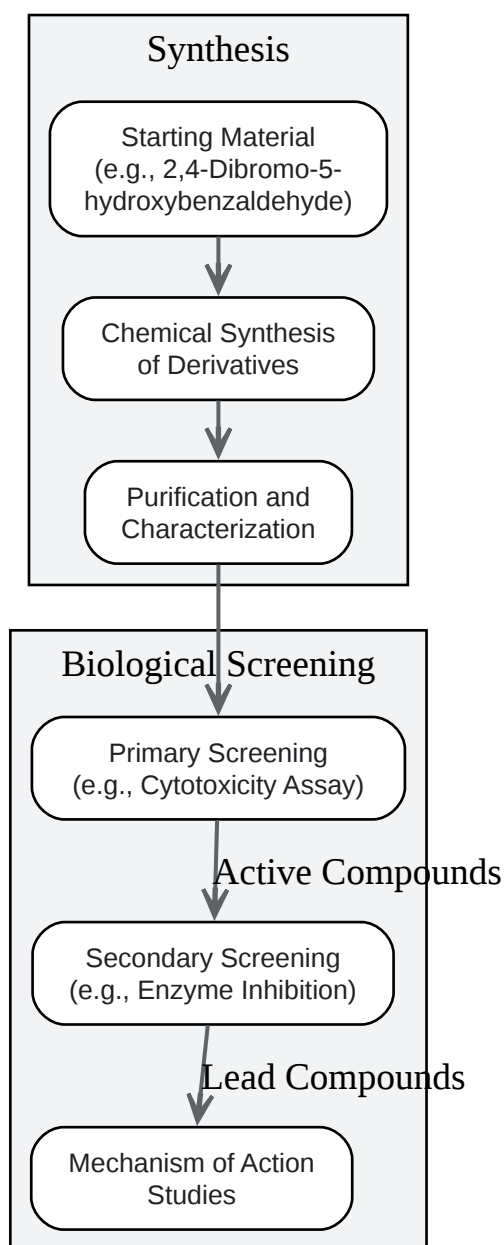 Synthesis
Starting Material
(e.g., 2,4-Dibromo-5-
hydroxybenzaldehyde)
Chemical Synthesis
of Derivatives
Purification and
Characterization
Biological Screening
Primary Screening
(e.g., Cytotoxicity Assay)
Active Compounds
Secondary Screening
(e.g., Enzyme Inhibition)
Lead Compounds
Mechanism of Action
Studies